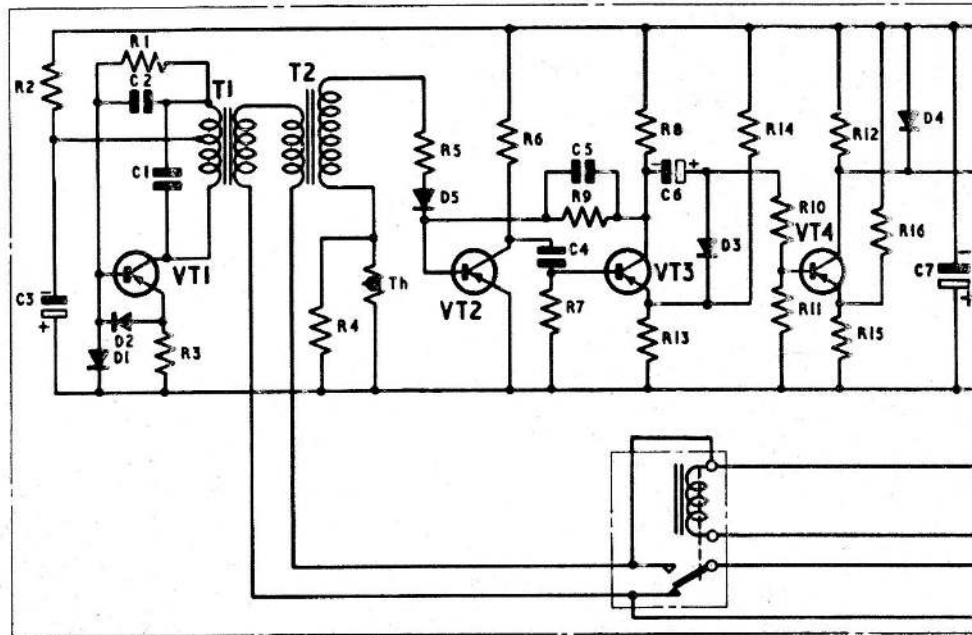 R1
R2
C2
T1
T2
C1
R5
R6
C5
R8
R14
R12
D4
D5
R9
C6
R10
VT1
C4
VT3
D3
VT4
R16
C3
D2
D1
R3
Th
VT2
R7
R4
R13
R11
R15
C7
−
+
−
+
−
+